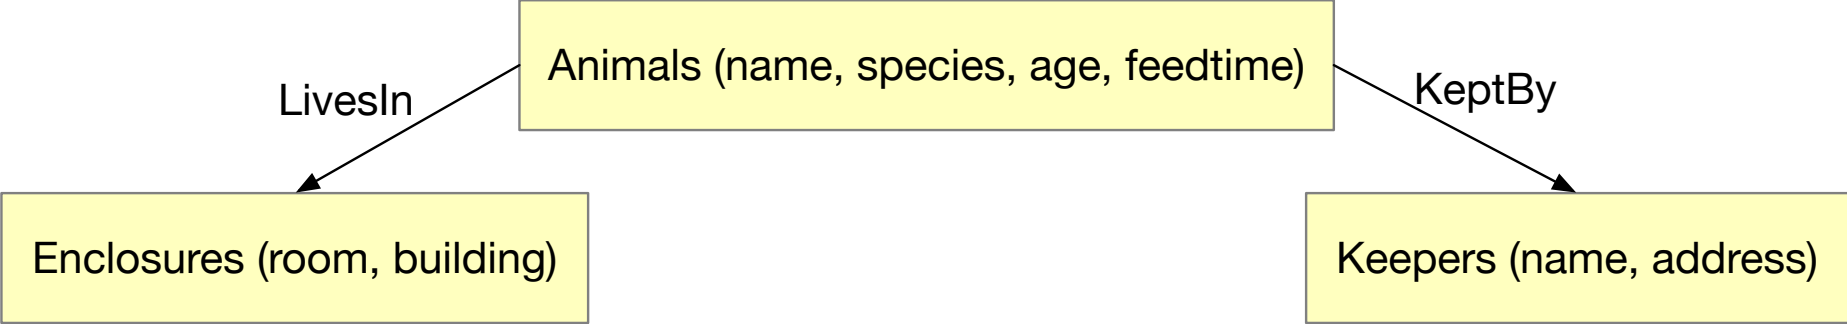 Animals (name, species, age, feedtime)
LivesIn
KeptBy
Enclosures (room, building)
Keepers (name, address)